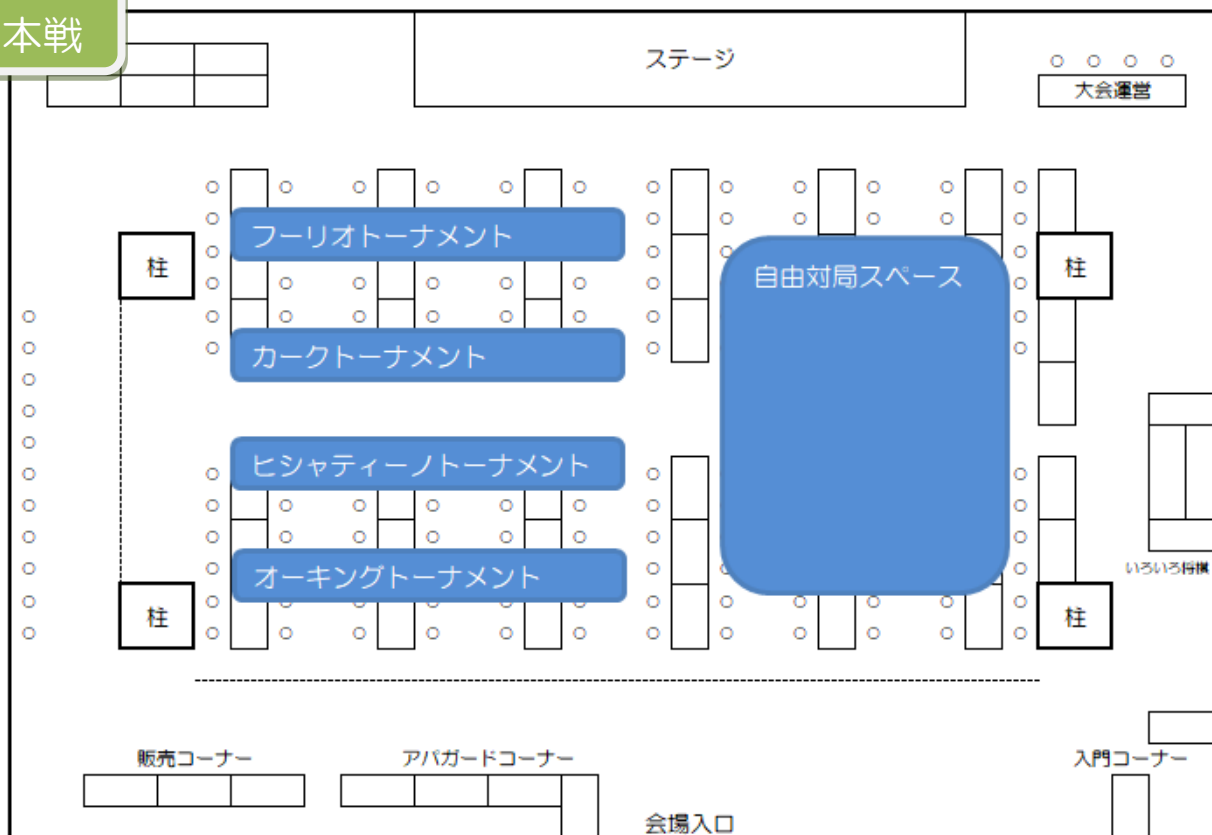 本戦
ステージ
大会運営
フーリオトーナメント
柱
自由対局スペース
柱
カークトーナメント
ヒシャティーノトーナメント
オーキングトーナメント
いろいろ将棋
柱
柱
販売コーナー
アパガードコーナー
入門コーナー
会場入口